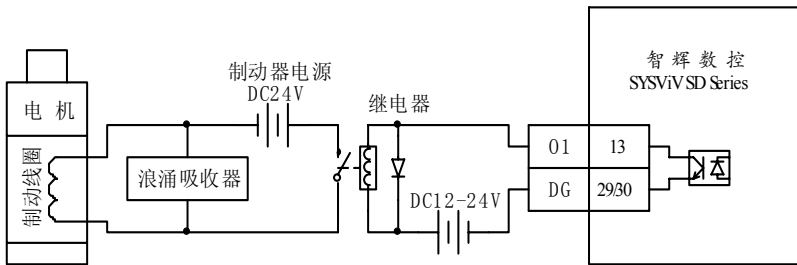 智辉数控
SYSViV SD Series
制动器电源
DC24V
继电器
电 机
制动线圈
浪涌吸收器
O1 13
DG 29/30
DC12-24V